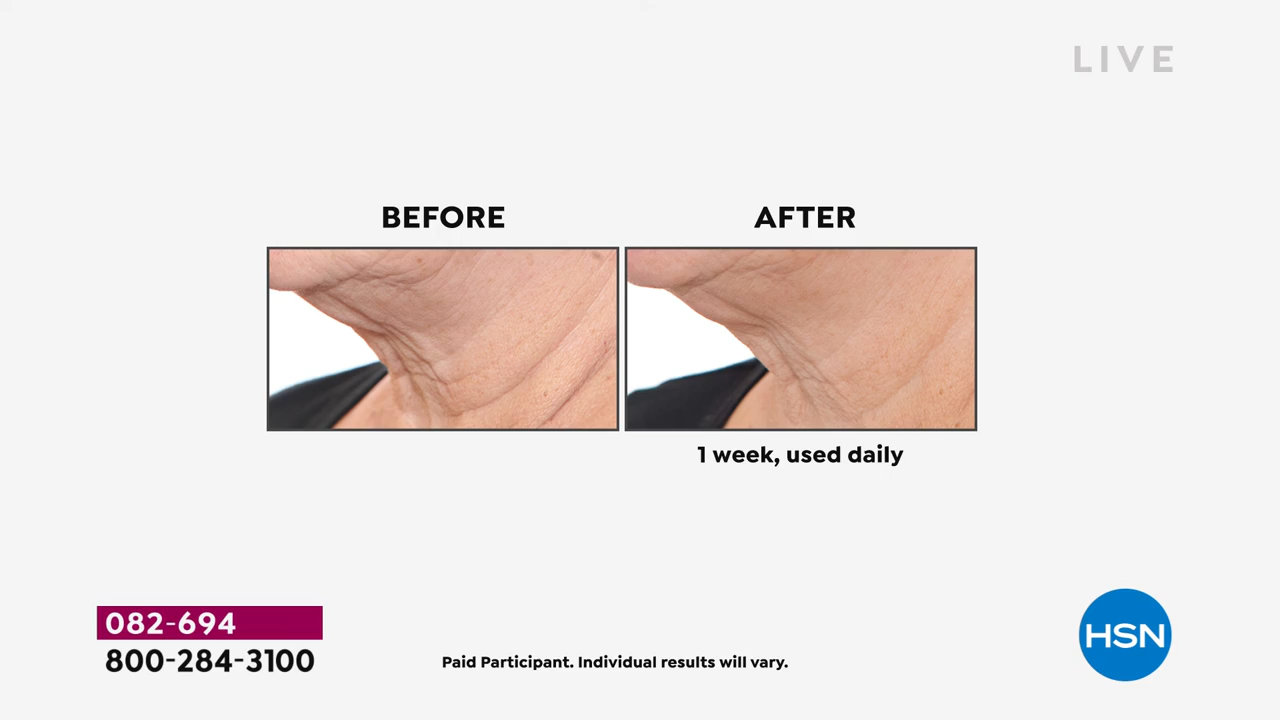 LIVE
BEFORE
AFTER
1 week, used daily
082-694
800-284-3100
Paid Participant. Individual results will vary.
HSN